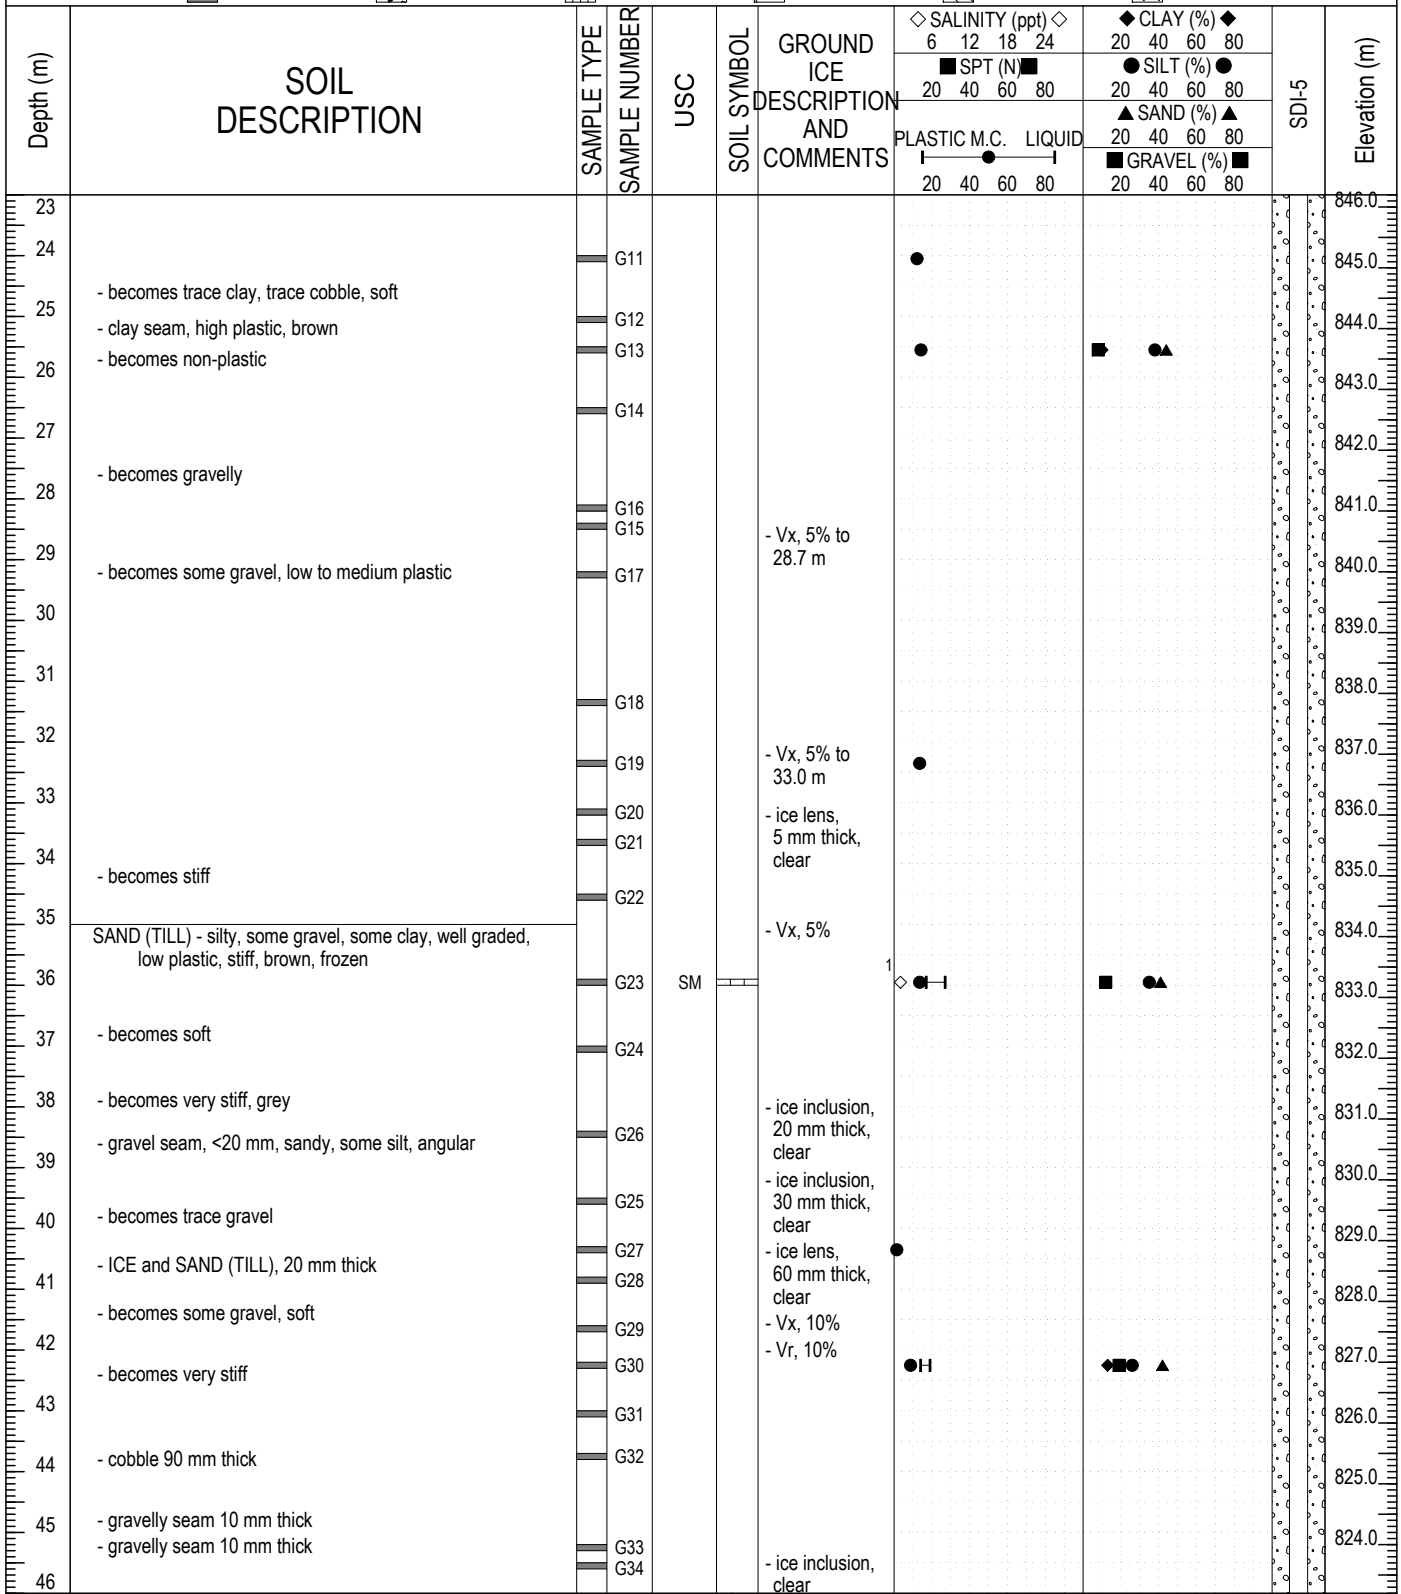 Depth (m)
SOIL
DESCRIPTION
SAMPLE TYPE
SAMPLE NUMBER
USC
SOIL SYMBOL
GROUND
ICE
DESCRIPTION
AND
COMMENTS
◇ SALINITY (ppt) ◇
6 12 18 24
■ SPT (N) ■
20 40 60 80
PLASTIC M.C. LIQUID
20 40 60 80
◆ CLAY (%) ◆
20 40 60 80
● SILT (%) ●
20 40 60 80
▲ SAND (%) ▲
20 40 60 80
■ GRAVEL (%) ■
20 40 60 80
SDI-5
Elevation (m)
23
846.0
24
G11
845.0
- becomes trace clay, trace cobble, soft
25
G12
- clay seam, high plastic, brown
844.0
G13
- becomes non-plastic
26
843.0
G14
27
842.0
- becomes gravelly
28
G16
841.0
G15
- Vx, 5% to
28.7 m
29
- becomes some gravel, low to medium plastic
G17
840.0
30
839.0
31
838.0
G18
32
- Vx, 5% to
33.0 m
837.0
G19
33
G20
836.0
- ice lens,
5 mm thick,
clear
G21
34
- becomes stiff
835.0
G22
35
SAND (TILL) - silty, some gravel, some clay, well graded,
low plastic, stiff, brown, frozen
- Vx, 5%
834.0
1
36
G23
SM
833.0
- becomes soft
37
G24
832.0
38
- becomes very stiff, grey
- ice inclusion,
20 mm thick,
clear
831.0
- gravel seam, <20 mm, sandy, some silt, angular
G26
39
830.0
- ice inclusion,
30 mm thick,
clear
G25
40
- becomes trace gravel
829.0
G27
- ice lens,
60 mm thick,
clear
- ICE and SAND (TILL), 20 mm thick
41
G28
828.0
- becomes some gravel, soft
- Vx, 10%
G29
42
- Vr, 10%
G30
827.0
- becomes very stiff
43
G31
826.0
- cobble 90 mm thick
G32
44
825.0
- gravelly seam 10 mm thick
45
- gravelly seam 10 mm thick
G33
824.0
G34
- ice inclusion,
clear
46